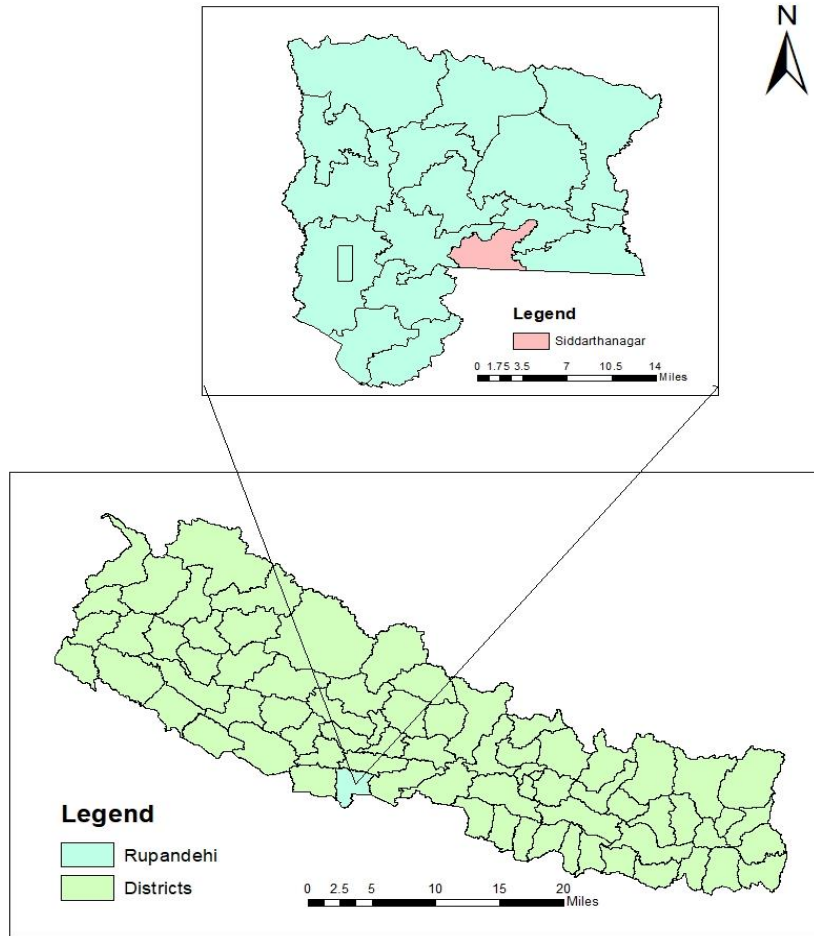 N
Legend
Siddarthanagar
0 1.75 3.5 7 10.5 14
Miles
Legend
Rupandehi
Districts
0 2.5 5 10 15 20
Miles